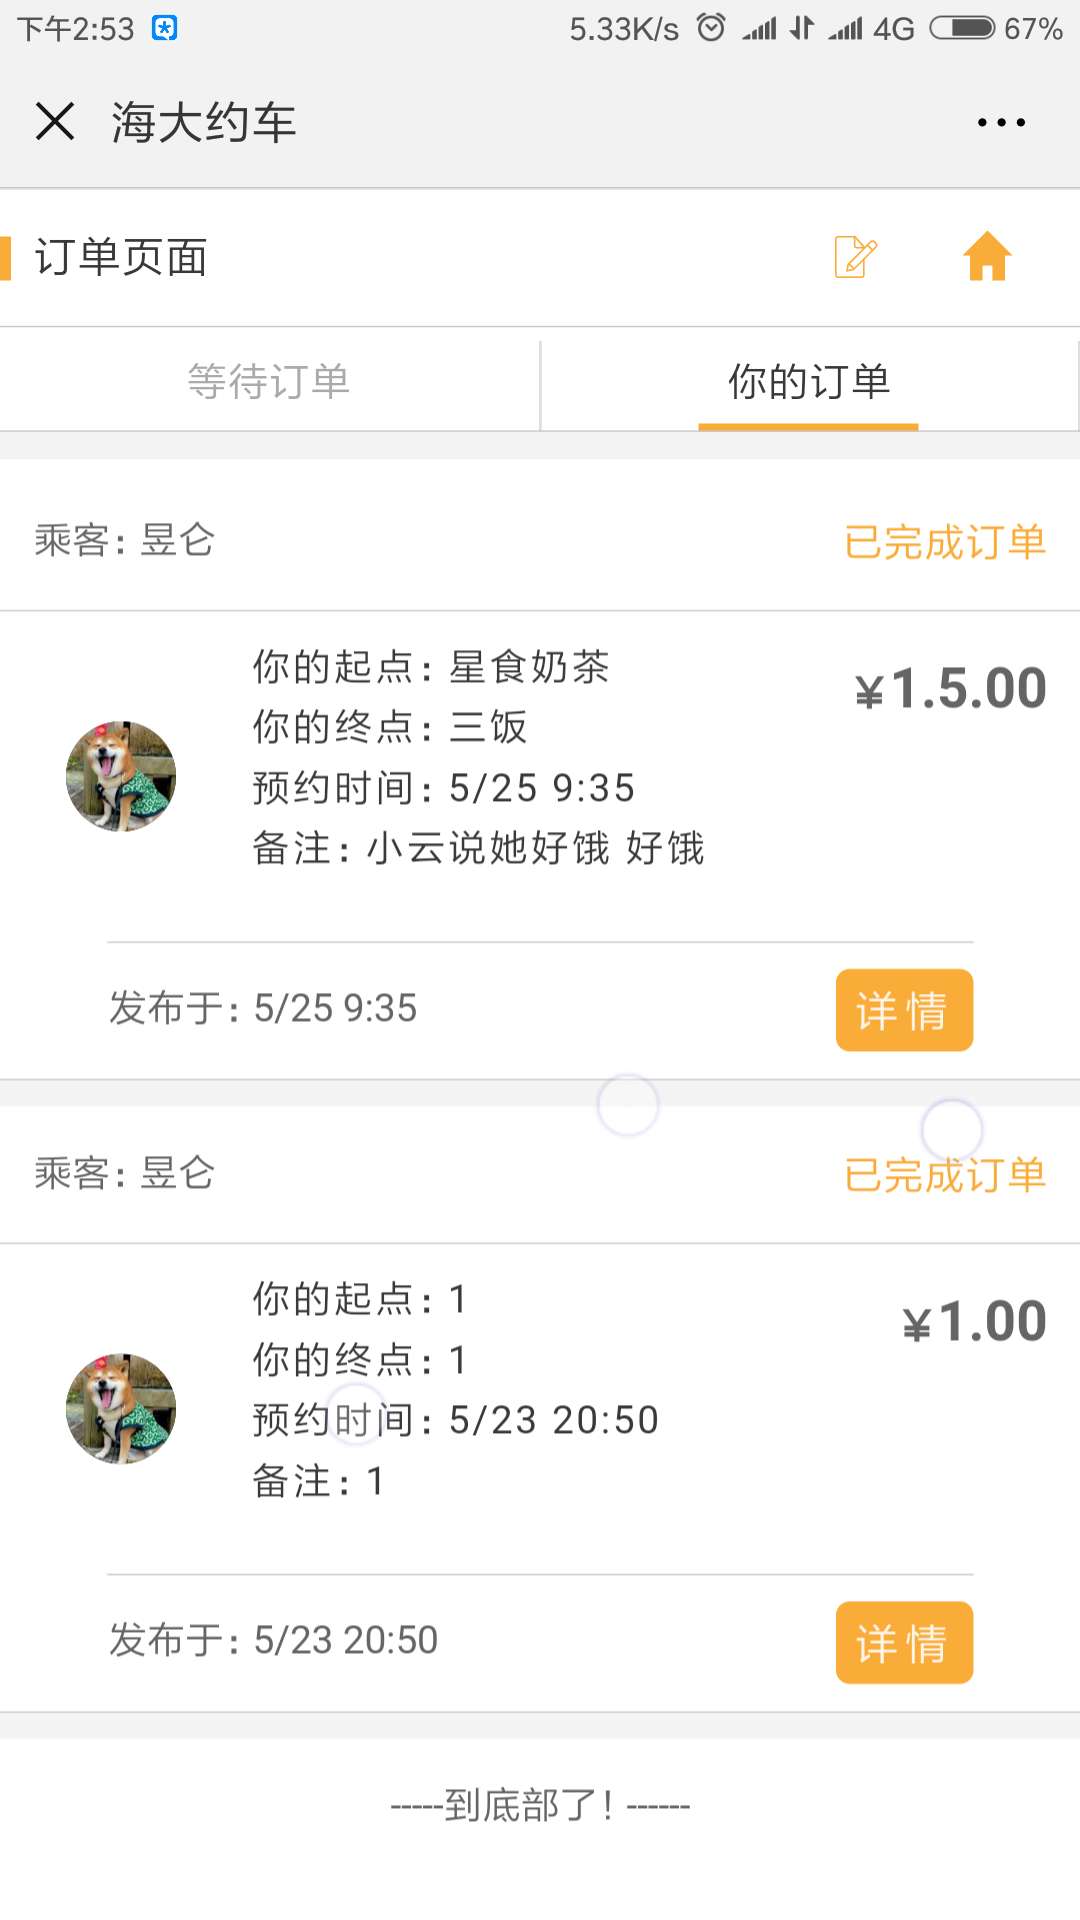 下午2:53 5.33K/s 4G 67%
海大约车
订单页面
等待订单 你的订单
乘客: 昱仑 已完成订单
你的起点: 星食奶茶 ¥1.5.00
你的终点: 三饭
预约时间: 5/25 9:35
备注: 小云说她好饿 好饿
发布于: 5/25 9:35 详情
乘客: 昱仑 已完成订单
你的起点: 1 ¥1.00
你的终点: 1
预约时间: 5/23 20:50
备注: 1
发布于: 5/23 20:50 详情
-----到底部了! ------